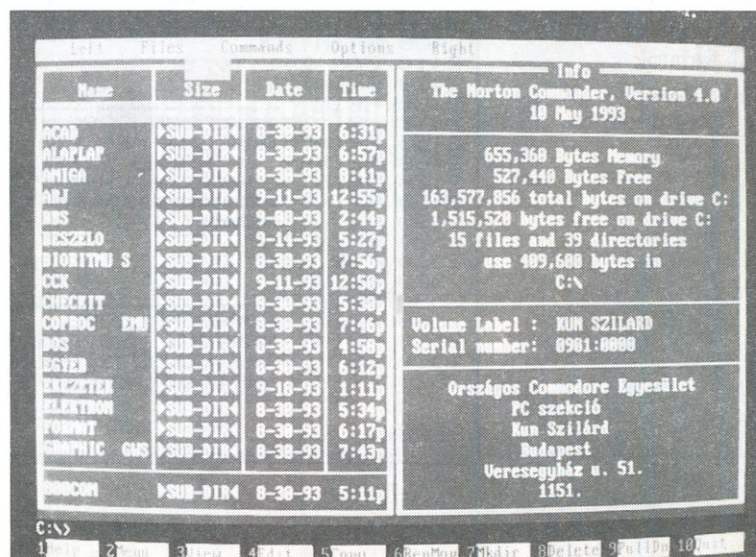 Left Files Commands Options Right
Name Size Date Time
ACAD ►SUB-DIR◄ 8-30-93 6:31p
ALAPLAP ►SUB-DIR◄ 8-30-93 6:57p
AMIGA ►SUB-DIR◄ 8-30-93 8:41p
ARJ ►SUB-DIR◄ 9-11-93 12:55p
BBS ►SUB-DIR◄ 9-08-93 2:44p
BESZELO ►SUB-DIR◄ 9-14-93 5:27p
BIORITMU S ►SUB-DIR◄ 8-30-93 7:56p
CCX ►SUB-DIR◄ 9-11-93 12:50p
CHECKIT ►SUB-DIR◄ 8-30-93 5:30p
COPROC EMU ►SUB-DIR◄ 8-30-93 7:46p
DOS ►SUB-DIR◄ 8-30-93 4:58p
EGYEB ►SUB-DIR◄ 8-30-93 6:12p
EKEZETEK ►SUB-DIR◄ 9-18-93 1:11p
ELEKTRON ►SUB-DIR◄ 8-30-93 5:34p
FORMAT ►SUB-DIR◄ 8-30-93 6:17p
GRAPHIC GWS ►SUB-DIR◄ 8-30-93 7:43p
►SUB-DIR◄ 8-30-93 5:11p
Info
The Norton Commander, Version 4.0
10 May 1993
655,360 Bytes Memory
527,440 Bytes Free
163,577,856 total bytes on drive C:
1,515,520 bytes free on drive C:
15 files and 39 directories
use 409,600 bytes in
C:\
Volume Label : KUN SZILARD
Serial number: 0901:0000
Országos Commodore Egyesület
PC szekció
Kun Szilárd
Budapest
Veresegyház u. 51.
1151.
C:\>
1Help 2Menu 3View 4Edit 5Copy 6RenMov 7Mkdir 8Delete 9PullDn 10Quit